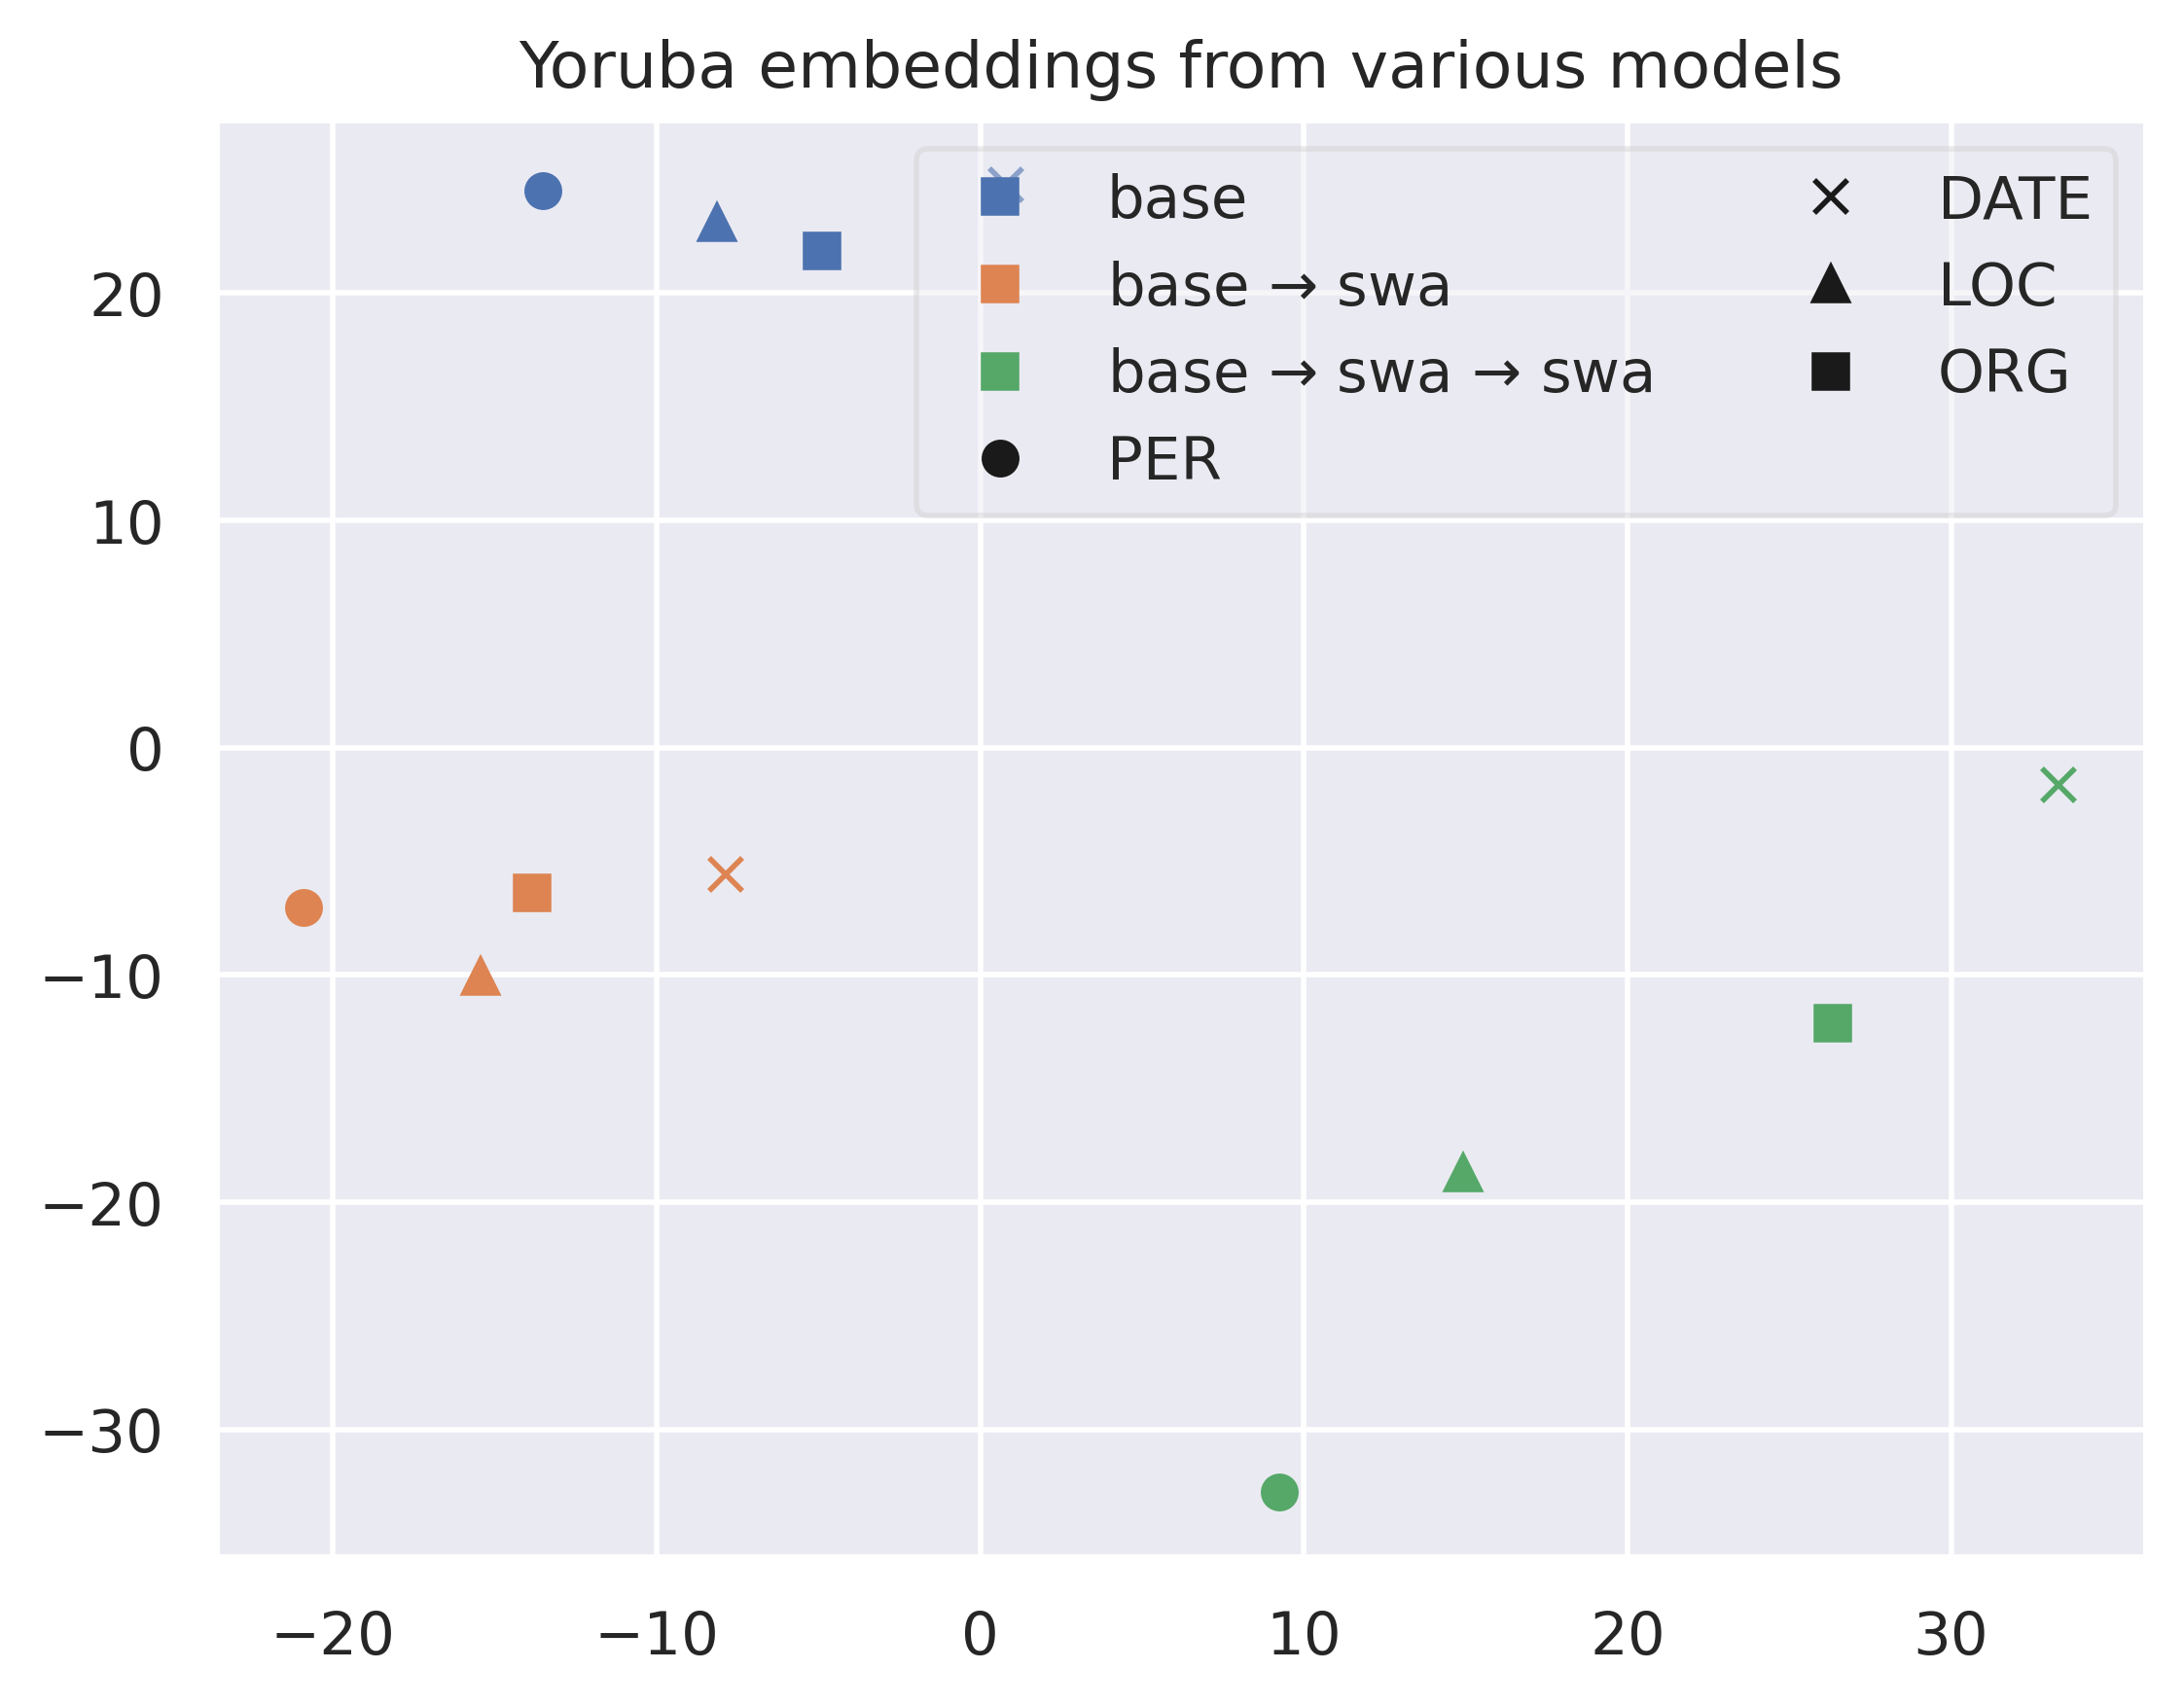 Yoruba embeddings from various models
base
base → swa
base → swa → swa
PER
DATE
LOC
ORG
20
10
0
−10
−20
−30
−20 −10 0 10 20 30